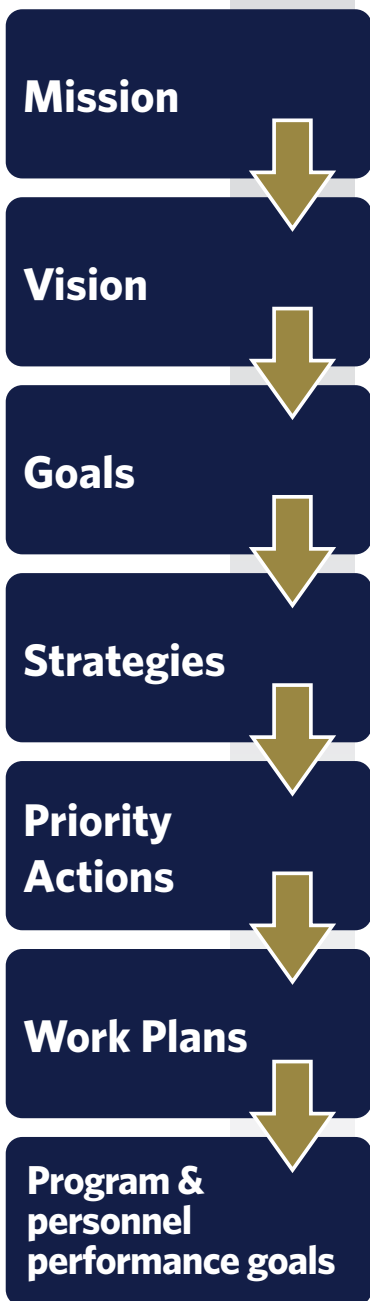 Mission
Vision
Goals
Strategies
Priority
Actions
Work Plans
Program &
personnel
performance goals